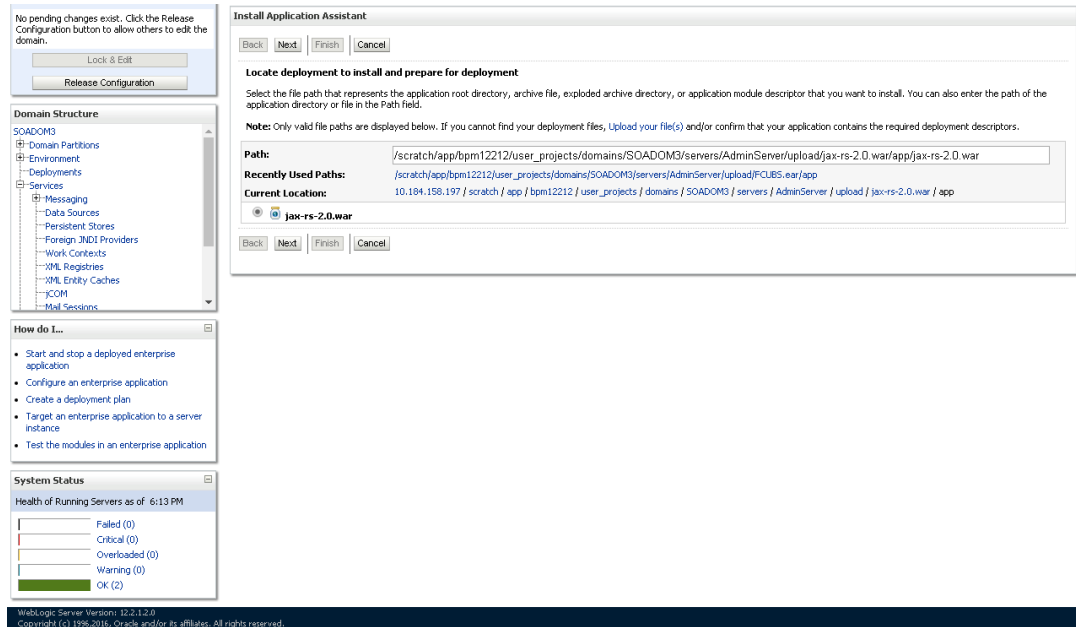 No pending changes exist. Click the Release
Configuration button to allow others to edit the
domain.
Lock & Edit
Release Configuration
Domain Structure
SOADOM3
Domain Partitions
Environment
Deployments
Services
Messaging
Data Sources
Persistent Stores
Foreign JNDI Providers
Work Contexts
XML Registries
XML Entity Caches
jCOM
Mail Sessions
How do I...
Start and stop a deployed enterprise
application
Configure an enterprise application
Create a deployment plan
Target an enterprise application to a server
instance
Test the modules in an enterprise application
System Status
Health of Running Servers as of 6:13 PM
Failed (0)
Critical (0)
Overloaded (0)
Warning (0)
OK (2)
Install Application Assistant
Back Next Finish Cancel
Locate deployment to install and prepare for deployment
Select the file path that represents the application root directory, archive file, exploded archive directory, or application module descriptor that you want to install. You can also enter the path of the
application directory or file in the Path field.
Note: Only valid file paths are displayed below. If you cannot find your deployment files, Upload your file(s) and/or confirm that your application contains the required deployment descriptors.
Path: /scratch/app/bpm12212/user_projects/domains/SOADOM3/servers/AdminServer/upload/jax-rs-2.0.war/app/jax-rs-2.0.war
Recently Used Paths: /scratch/app/bpm12212/user_projects/domains/SOADOM3/servers/AdminServer/upload/FCUBS.ear/app
Current Location: 10.184.158.197 / scratch / app / bpm12212 / user_projects / domains / SOADOM3 / servers / AdminServer / upload / jax-rs-2.0.war / app
jax-rs-2.0.war
Back Next Finish Cancel
WebLogic Server Version: 12.2.1.2.0
Copyright (c) 1996,2016, Oracle and/or its affiliates. All rights reserved.